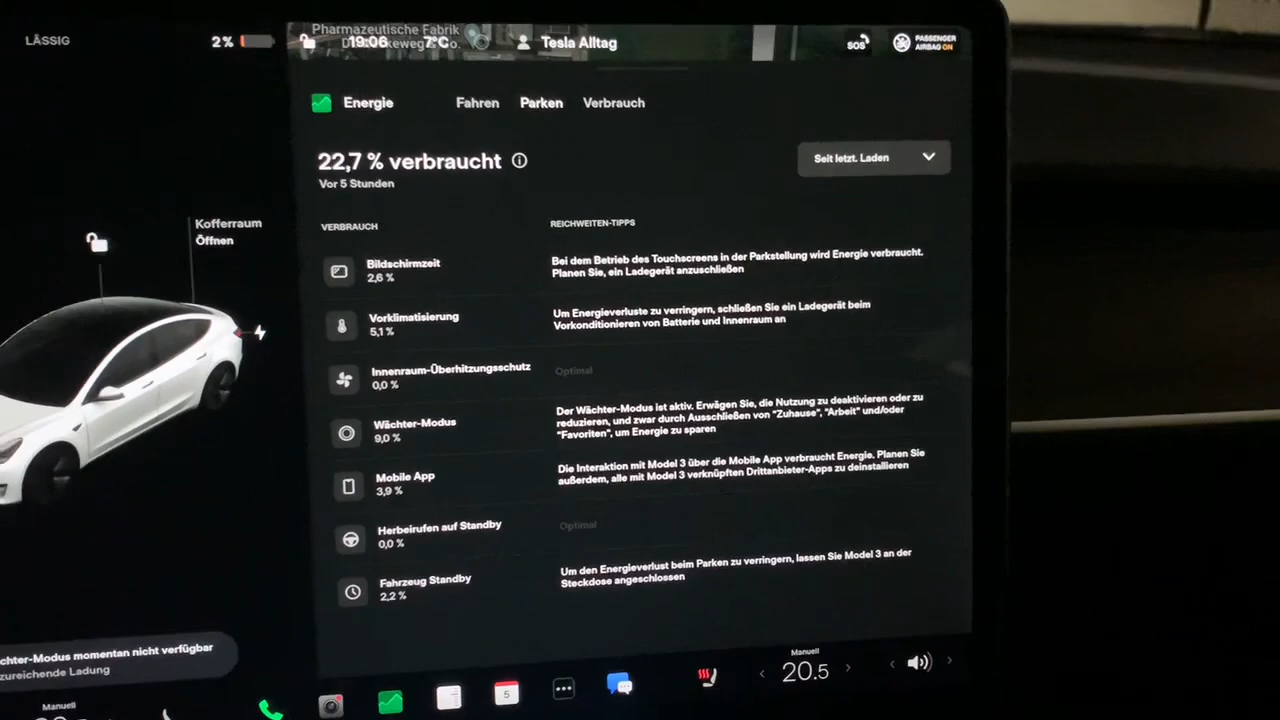 LÄSSIG
2 %
Pharmazeutische Fabrik
19:06
7°C
Tesla Alltag
SOS
PASSENGER
AIRBAG ON
Energie
Fahren
Parken
Verbrauch
22,7 % verbraucht
Vor 5 Stunden
Seit letzt. Laden
Kofferraum
Öffnen
VERBRAUCH
REICHWEITEN-TIPPS
Bildschirmzeit
2,6 %
Bei dem Betrieb des Touchscreens in der Parkstellung wird Energie verbraucht.
Planen Sie, ein Ladegerät anzuschließen
Vorklimatisierung
5,1 %
Um Energieverluste zu verringern, schließen Sie ein Ladegerät beim
Vorkonditionieren von Batterie und Innenraum an
Innenraum-Überhitzungsschutz
0,0 %
Optimal
Wächter-Modus
9,0 %
Der Wächter-Modus ist aktiv. Erwägen Sie, die Nutzung zu deaktivieren oder zu
reduzieren, und zwar durch Ausschließen von "Zuhause", "Arbeit" und/oder
"Favoriten", um Energie zu sparen
Mobile App
3,9 %
Die Interaktion mit Model 3 über die Mobile App verbraucht Energie. Planen Sie
außerdem, alle mit Model 3 verknüpften Drittanbieter-Apps zu deinstallieren
Herbeirufen auf Standby
0,0 %
Optimal
Fahrzeug Standby
2,2 %
Um den Energieverlust beim Parken zu verringern, lassen Sie Model 3 an der
Steckdose angeschlossen
chter-Modus momentan nicht verfügbar
zureichende Ladung
Manuell
5
Manuell
20.5